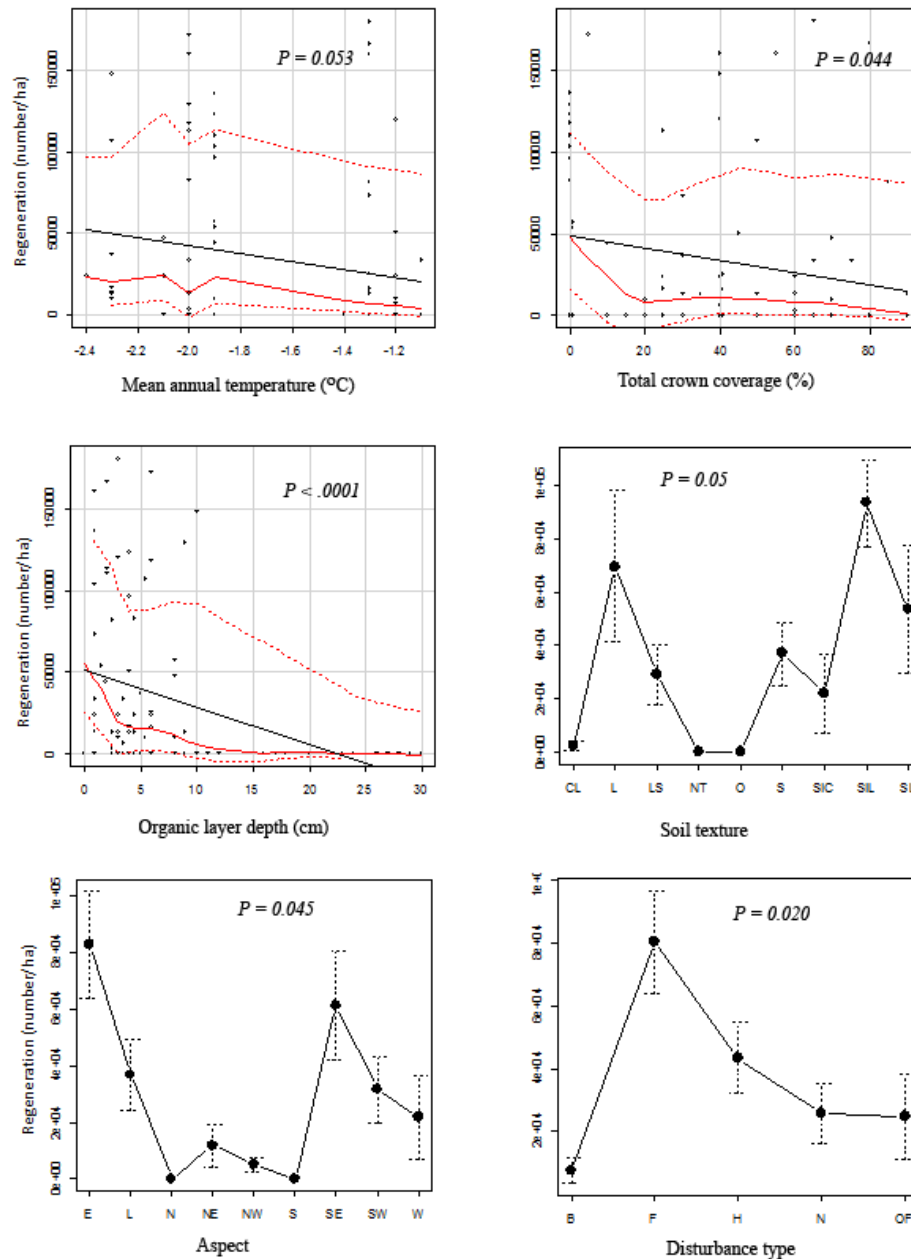 P = 0.053
Regeneration (number/ha)
0 50000 100000 150000
-2.4 -2.2 -2.0 -1.8 -1.6 -1.4 -1.2
Mean annual temperature (°C)
P = 0.044
Regeneration (number/ha)
0 50000 100000 150000
0 20 40 60 80
Total crown coverage (%)
P < .0001
Regeneration (number/ha)
0 50000 100000 150000
0 5 10 15 20 25 30
Organic layer depth (cm)
P = 0.05
0e+00 2e+04 4e+04 6e+04 8e+04 1e+05
CL L LS NT O S SIC SIL
Soil texture
P = 0.045
Regeneration (number/ha)
0e+00 2e+04 4e+04 6e+04 8e+04 1e+05
E L N NE NW S SE SW W
Aspect
P = 0.020
2e+04 4e+04 6e+04 8e+04
B F H N OF
Disturbance type